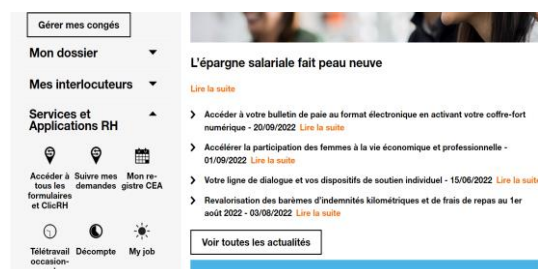 Gérer mes congés
Mon dossier
Mes interlocuteurs
Services et
Applications RH
Accéder à
tous les
formulaires
et ClicRH
Suivre mes
demandes
Mon re-
gistre CEA
Télétravail
occasion-
Décompte
My job
L'épargne salariale fait peau neuve
Lire la suite
Accéder à votre bulletin de paie au format électronique en activant votre coffre-fort
numérique - 20/09/2022 Lire la suite
Accélérer la participation des femmes à la vie économique et professionnelle -
01/09/2022 Lire la suite
Votre ligne de dialogue et vos dispositifs de soutien individuel - 15/06/2022 Lire la suite
Revalorisation des barèmes d'indemnités kilométriques et de frais de repas au 1er
août 2022 - 03/08/2022 Lire la suite
Voir toutes les actualités